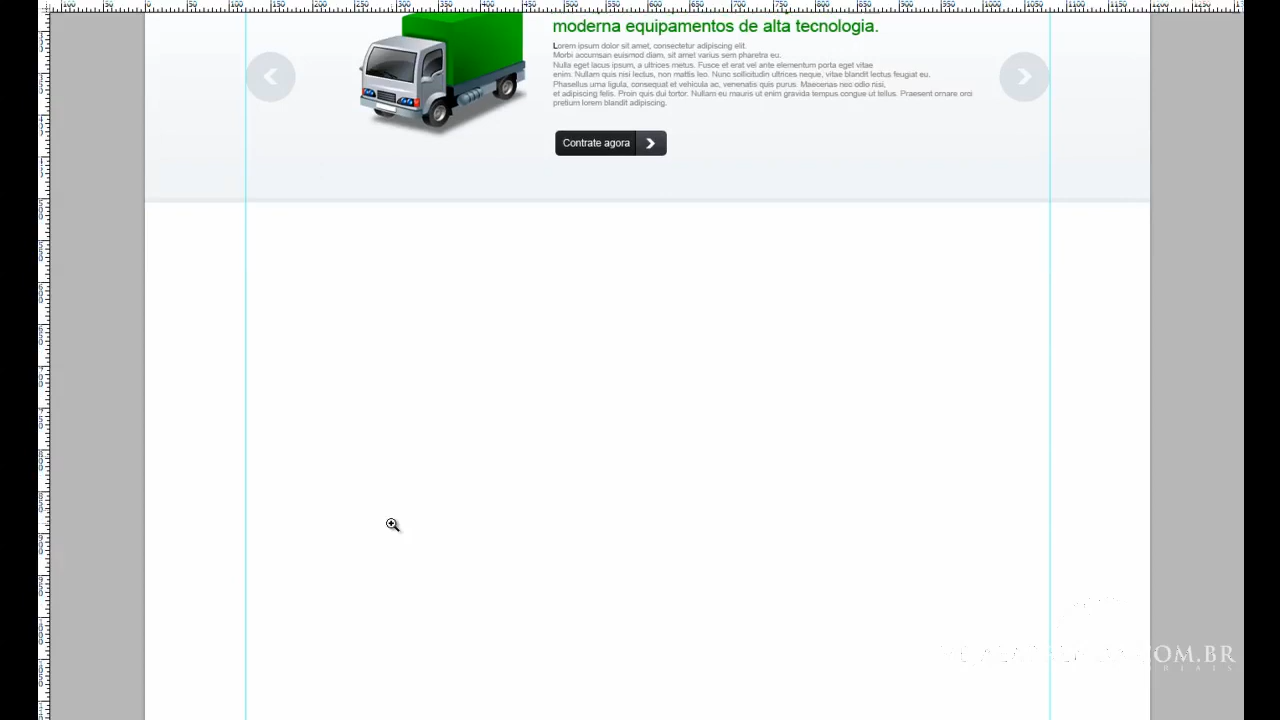 moderna equipamentos de alta tecnologia.
Lorem ipsum dolor sit amet, consectetur adipiscing elit.
Morbi accumsan euismod diam, sit amet varius sem pharetra eu.
Nulla eget lacus ipsum, a ultrices metus. Fusce et erat vel ante elementum porta eget vitae
enim. Nullam quis nisi lectus, non mattis leo. Nunc sollicitudin ultrices neque, vitae blandit lectus feugiat eu.
Phasellus urna ligula, consequat et vehicula ac, venenatis quis purus. Maecenas nec odio nisi,
et adipiscing felis. Proin quis dui tortor. Nullam eu mauris ut enim gravida tempus congue ut tellus. Praesent ornare orci
pretium lorem blandit adipiscing.
Contrate agora
.COM.BR